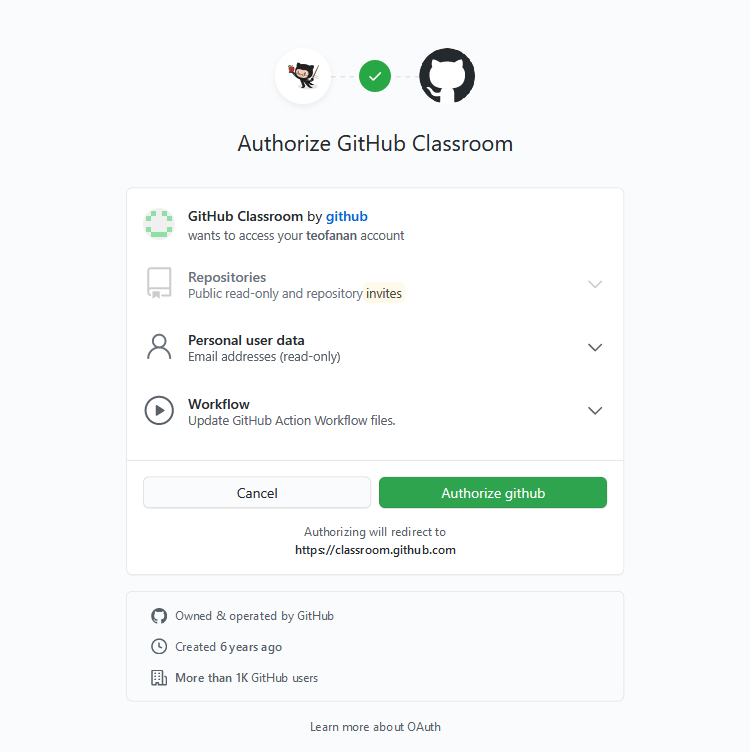 Authorize GitHub Classroom
GitHub Classroom by github
wants to access your teofanan account
Repositories
Public read-only and repository invites
Personal user data
Email addresses (read-only)
Workflow
Update GitHub Action Workflow files.
Cancel
Authorize github
Authorizing will redirect to
https://classroom.github.com
Owned & operated by GitHub
Created 6 years ago
More than 1K GitHub users
Learn more about OAuth